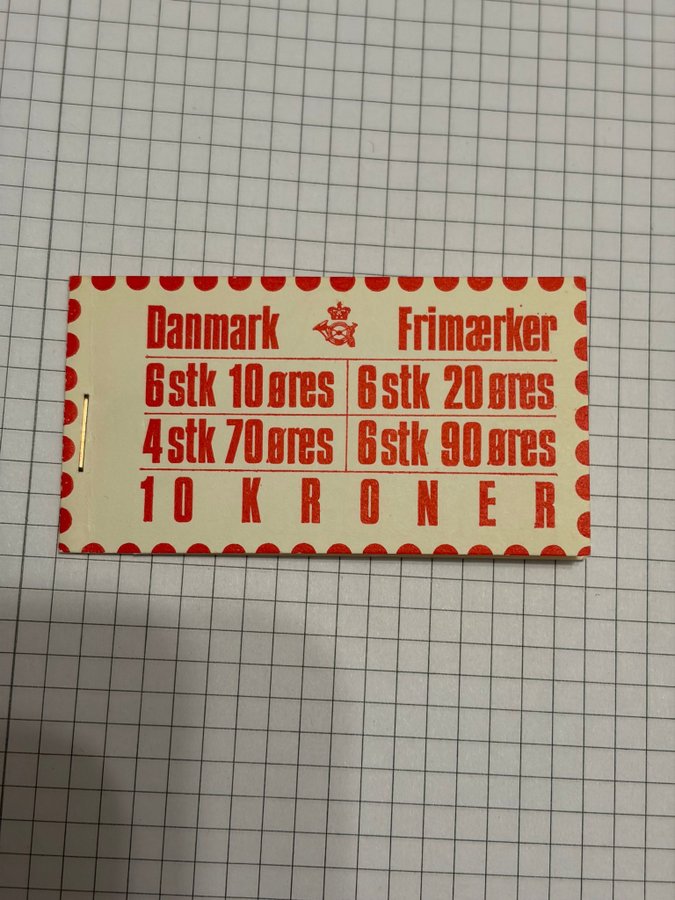 Danmark Frimærker
6 stk 10 øres 6 stk 20 øres
4 stk 70 øres 6 stk 90 øres
10 KRONER